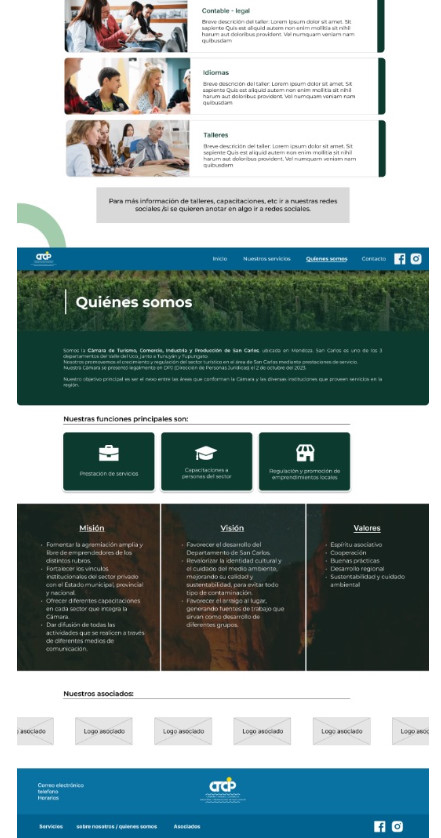 Contable - legal
Breve descrición del taller: Lorem ipsum dolor sit amet. Sit
sapiente Quis est aliquid autem non enim mollitia sit nihil
harum aut doloribus provident. Vel numquam veniam nam
quibusdam
Idiomas
Breve descrición del taller: Lorem ipsum dolor sit amet. Sit
sapiente Quis est aliquid autem non enim mollitia sit nihil
harum aut doloribus provident. Vel numquam veniam nam
quibusdam
Talleres
Breve descrición del taller: Lorem ipsum dolor sit amet. Sit
sapiente Quis est aliquid autem non enim mollitia sit nihil
harum aut doloribus provident. Vel numquam veniam nam
quibusdam
Para más información de talleres, capacitaciones, etc ir a nuestras redes
sociales /si se quieren anotar en algo ir a redes sociales.
Inicio Nuestros servicios Quienes somos Contacto
Quiénes somos
Somos la Cámara de Turismo, Comercio, Industria y Producción de San Carlos, ubicada en Mendoza. San Carlos es uno de los 3
departamentos del Valle de Uco, junto a Tunuyán y Tupungato.
Nosotros promovemos el crecimiento y regulación del sector turístico en el área de San Carlos mediante prestaciones de servicio.
Nuestra Cámara se presentó legalmente en DPJ (Dirección de Personas Jurídicas) el 2 de octubre del 2023.
Nuestro objetivo principal es ser el nexo entre las áreas que conforman la Cámara y las diversas instituciones que proveen servicios en la
región.
Nuestras funciones principales son:
Prestación de servicios
Capacitaciones a
personas del sector
Regulación y promoción de
emprendimientos locales
Misión
- Fomentar la agremiación amplia y
libre de emprendedores de los
distintos rubros.
- Fortalecer los vínculos
institucionales del sector privado
con el Estado municipal, provincial
y nacional.
- Ofrecer diferentes capacitaciones
en cada sector que integra la
Cámara.
- Dar difusión de todas las
actividades que se realicen a través
de diferentes medios de
comunicación.
Visión
- Favorecer el desarrollo del
Departamento de San Carlos.
- Revalorizar la identidad cultural y
el cuidado del medio ambiente,
mejorando su calidad y
sustentabilidad, para evitar todo
tipo de contaminación.
- Favorecer el arraigo al lugar,
generando fuentes de trabajo que
sirvan como desarrollo de
diferentes grupos.
Valores
- Espíritu asociativo
- Cooperación
- Buenas prácticas
- Desarrollo regional
- Sustentabilidad y cuidado
ambiental
Nuestros asociados:
asociado Logo asociado Logo asociado Logo asociado Logo asociado Logo asoc
Correo electrónico
telefono
Horarios
Servicios sobre nosotros / quienes somos Asociados